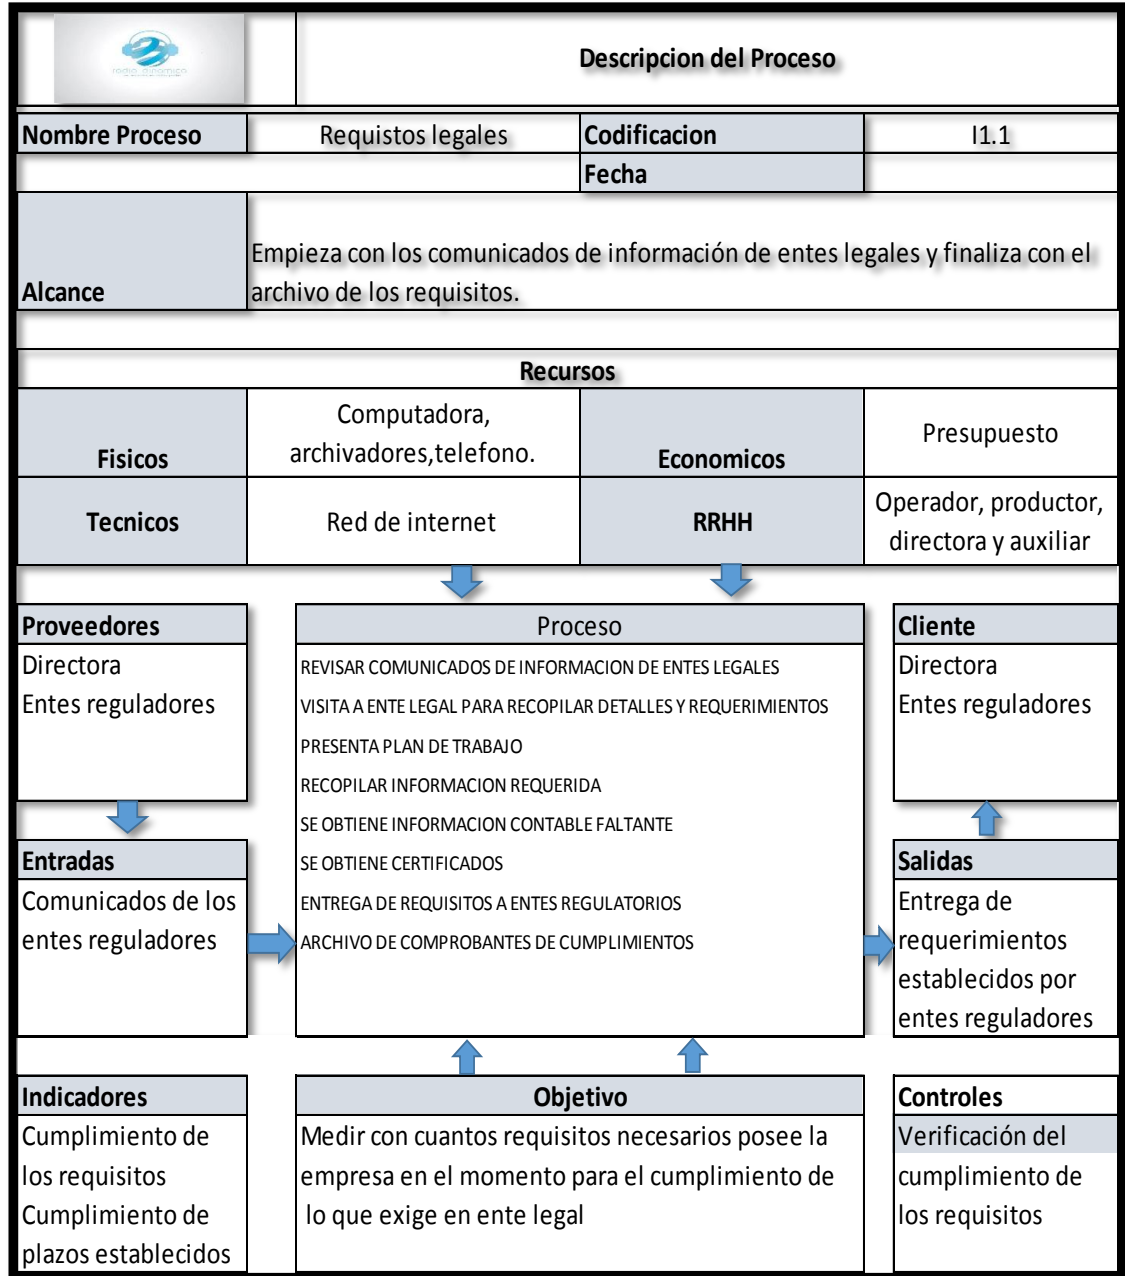 radio dinamica
Descripcion del Proceso
Nombre Proceso
Requistos legales
Codificacion
I1.1
Fecha
Alcance
Empieza con los comunicados de información de entes legales y finaliza con el
archivo de los requisitos.
Recursos
Fisicos
Computadora,
archivadores,telefono.
Economicos
Presupuesto
Tecnicos
Red de internet
RRHH
Operador, productor,
directora y auxiliar
Proveedores
Directora
Entes reguladores
Entradas
Comunicados de los
entes reguladores
Proceso
REVISAR COMUNICADOS DE INFORMACION DE ENTES LEGALES
VISITA A ENTE LEGAL PARA RECOPILAR DETALLES Y REQUERIMIENTOS
PRESENTA PLAN DE TRABAJO
RECOPILAR INFORMACION REQUERIDA
SE OBTIENE INFORMACION CONTABLE FALTANTE
SE OBTIENE CERTIFICADOS
ENTREGA DE REQUISITOS A ENTES REGULATORIOS
ARCHIVO DE COMPROBANTES DE CUMPLIMIENTOS
Cliente
Directora
Entes reguladores
Salidas
Entrega de
requerimientos
establecidos por
entes reguladores
Indicadores
Cumplimiento de
los requisitos
Cumplimiento de
plazos establecidos
Objetivo
Medir con cuantos requisitos necesarios posee la
empresa en el momento para el cumplimiento de
lo que exige en ente legal
Controles
Verificación del
cumplimiento de
los requisitos